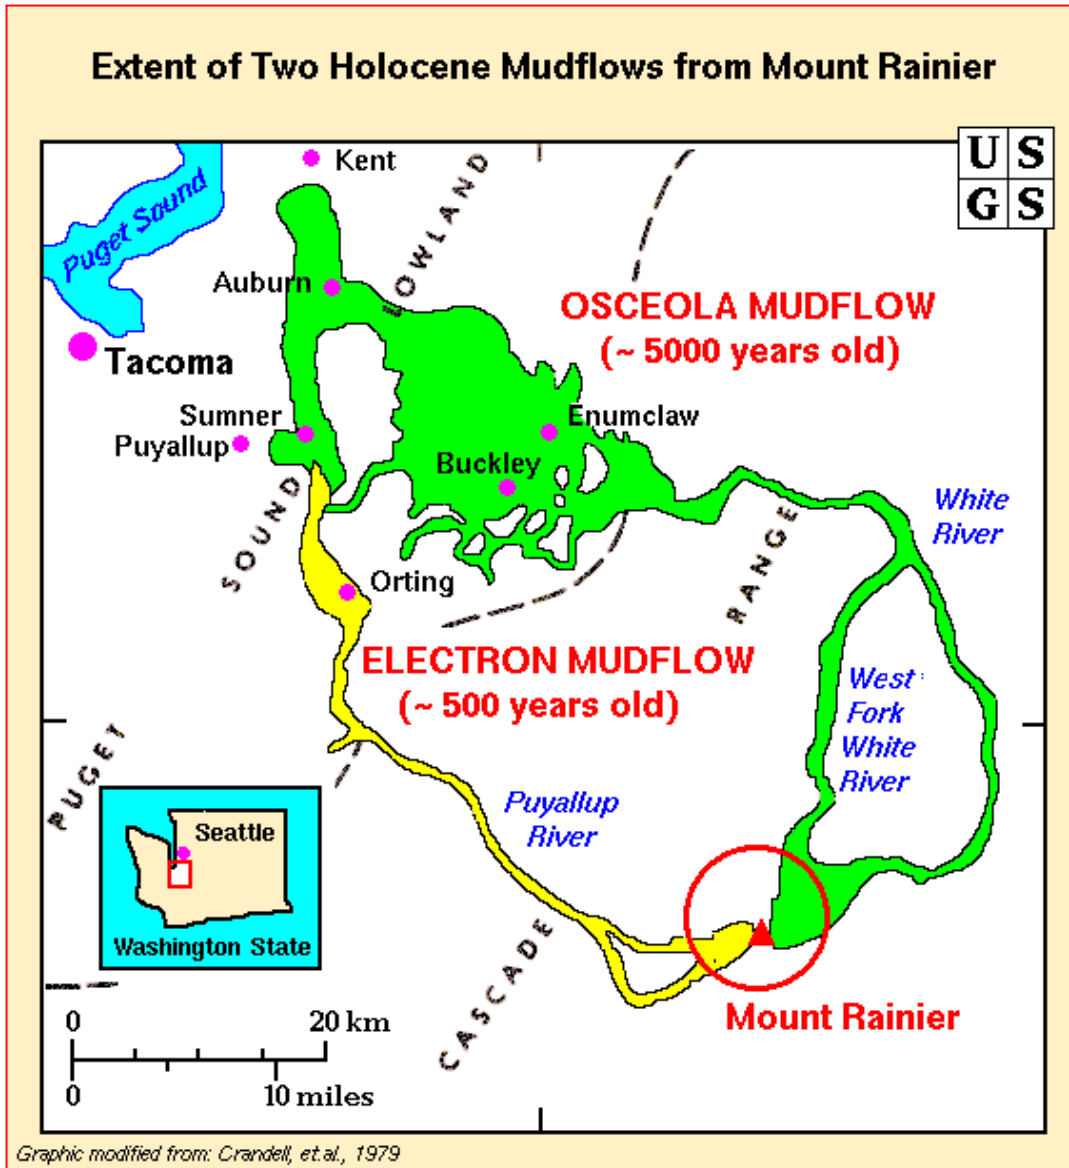 Extent of Two Holocene Mudflows from Mount Rainier
U S
G S
Kent
Puget Sound
LOWLAND
Auburn
OSCEOLA MUDFLOW
(~ 5000 years old)
Tacoma
Sumner
Enumclaw
Puyallup
Buckley
White
River
SOUND
RANGE
Orting
ELECTRON MUDFLOW
(~ 500 years old)
West
Fork
White
River
PUGET
Puyallup
River
Seattle
Washington State
CASCADE
Mount Rainier
0 20 km
0 10 miles
Graphic modified from: Crandell, et.al., 1979